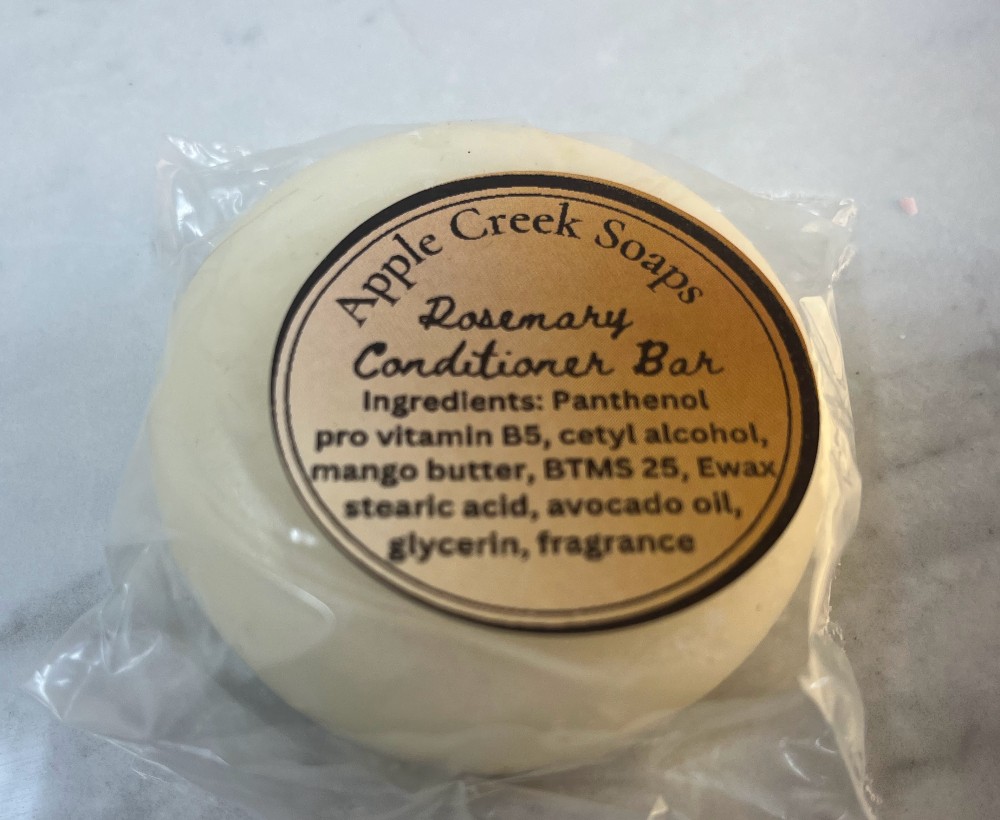 Apple Creek Soaps
Rosemary
Conditioner Bar
Ingredients: Panthenol
pro vitamin B5, cetyl alcohol,
mango butter, BTMS 25, Ewax
stearic acid, avocado oil,
glycerin, fragrance